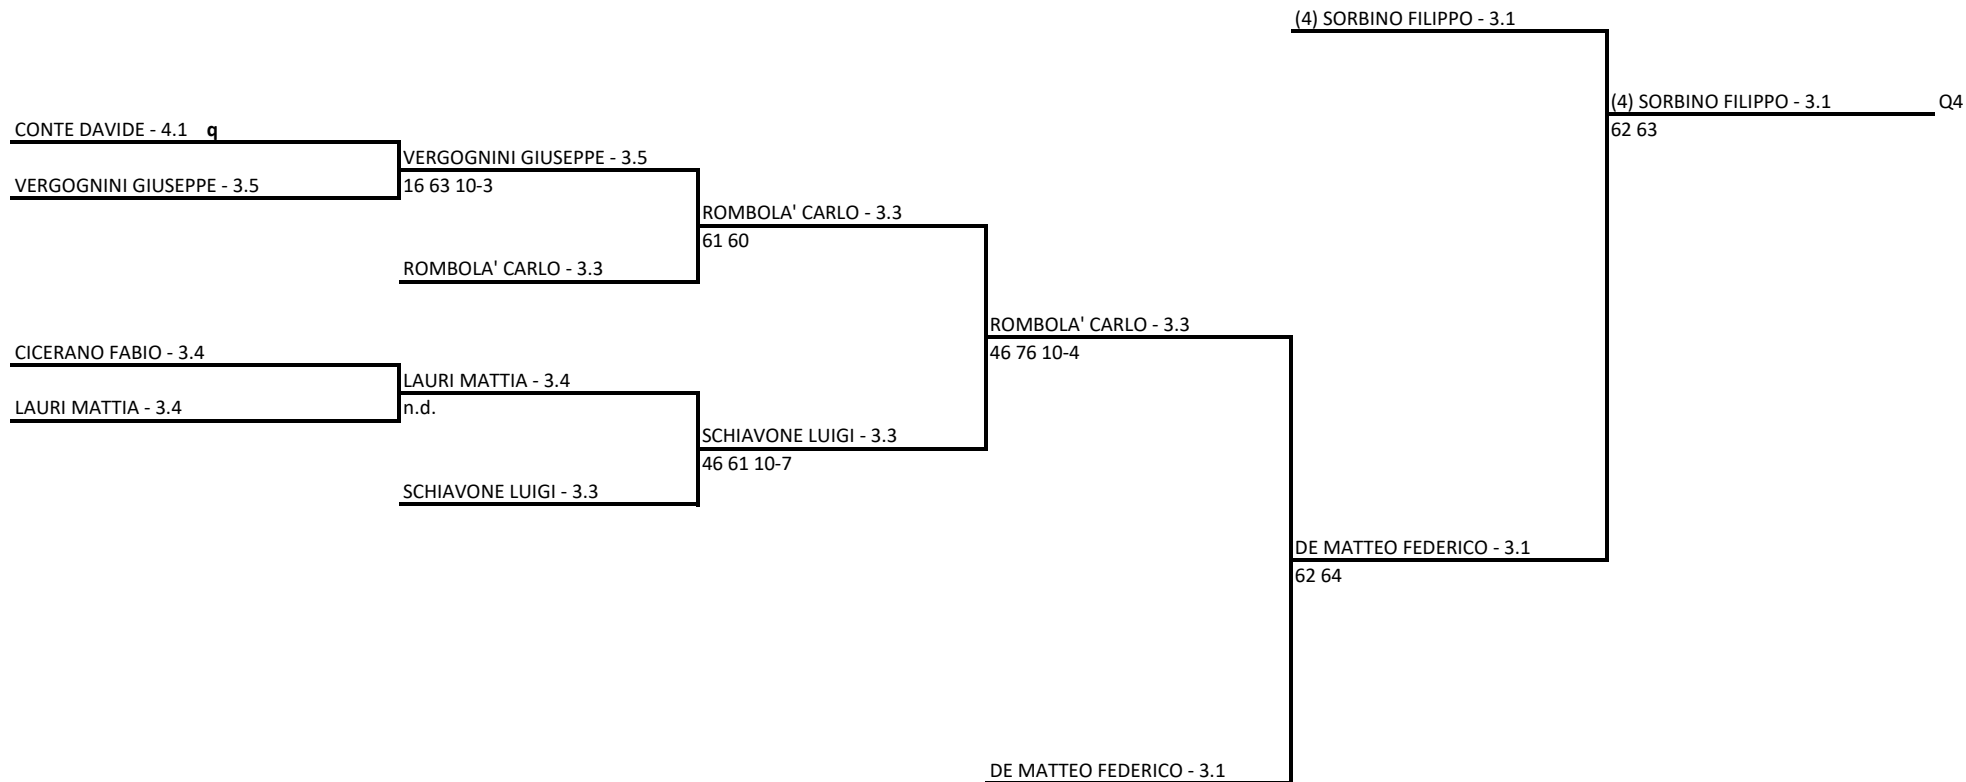 (4) SORBINO FILIPPO - 3.1
(4) SORBINO FILIPPO - 3.1 Q4
62 63
CONTE DAVIDE - 4.1 q
VERGOGNINI GIUSEPPE - 3.5
VERGOGNINI GIUSEPPE - 3.5
16 63 10-3
ROMBOLA' CARLO - 3.3
61 60
ROMBOLA' CARLO - 3.3
ROMBOLA' CARLO - 3.3
46 76 10-4
CICERANO FABIO - 3.4
LAURI MATTIA - 3.4
LAURI MATTIA - 3.4
n.d.
SCHIAVONE LUIGI - 3.3
46 61 10-7
SCHIAVONE LUIGI - 3.3
DE MATTEO FEDERICO - 3.1
62 64
DE MATTEO FEDERICO - 3.1